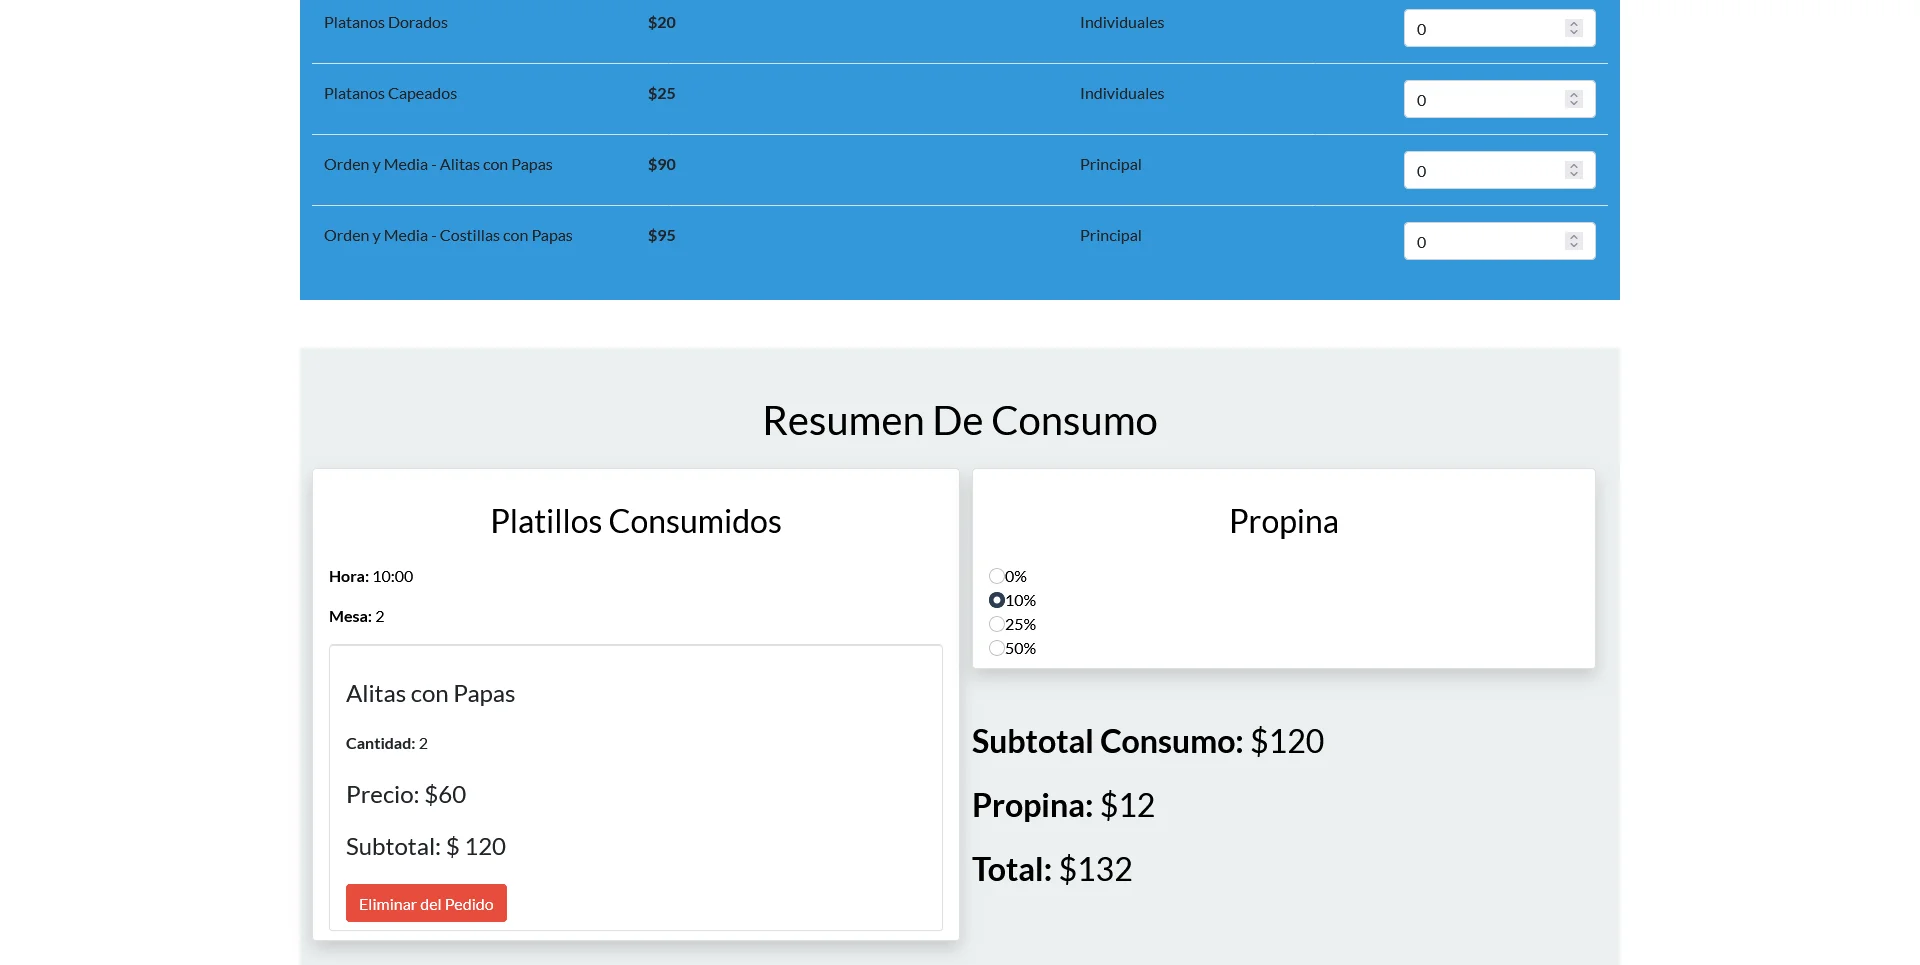 Platanos Dorados $20 Individuales 0
Platanos Capeados $25 Individuales 0
Orden y Media - Alitas con Papas $90 Principal 0
Orden y Media - Costillas con Papas $95 Principal 0
Resumen De Consumo
Platillos Consumidos
Hora: 10:00
Mesa: 2
Alitas con Papas
Cantidad: 2
Precio: $60
Subtotal: $ 120
Eliminar del Pedido
Propina
0%
10%
25%
50%
Subtotal Consumo: $120
Propina: $12
Total: $132